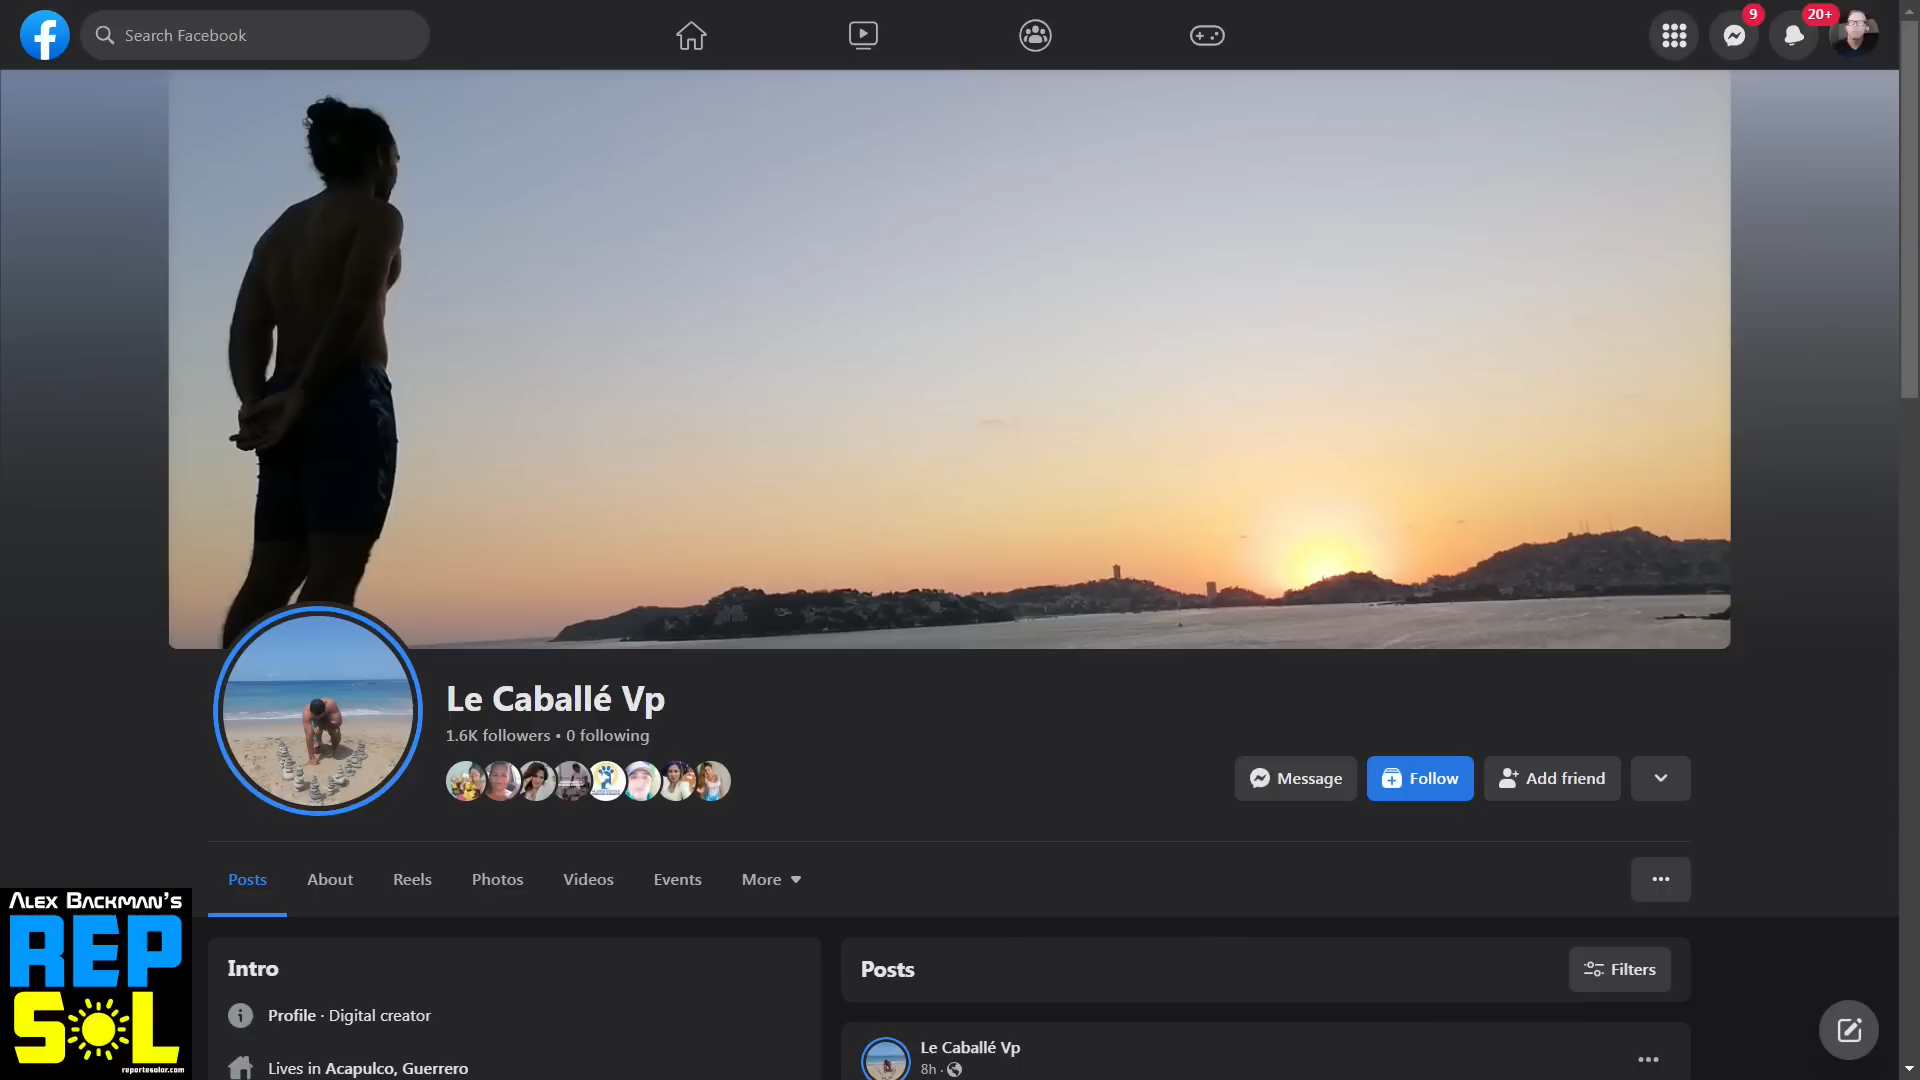 Search Facebook
9
20+
Le Caballé Vp
1.6K followers • 0 following
Message
Follow
Add friend
Posts
About
Reels
Photos
Videos
Events
More
Intro
Profile · Digital creator
Lives in Acapulco, Guerrero
Posts
Filters
Le Caballé Vp
8h ·
ALEX BACKMAN'S
REP
SOL
reportesolar.com